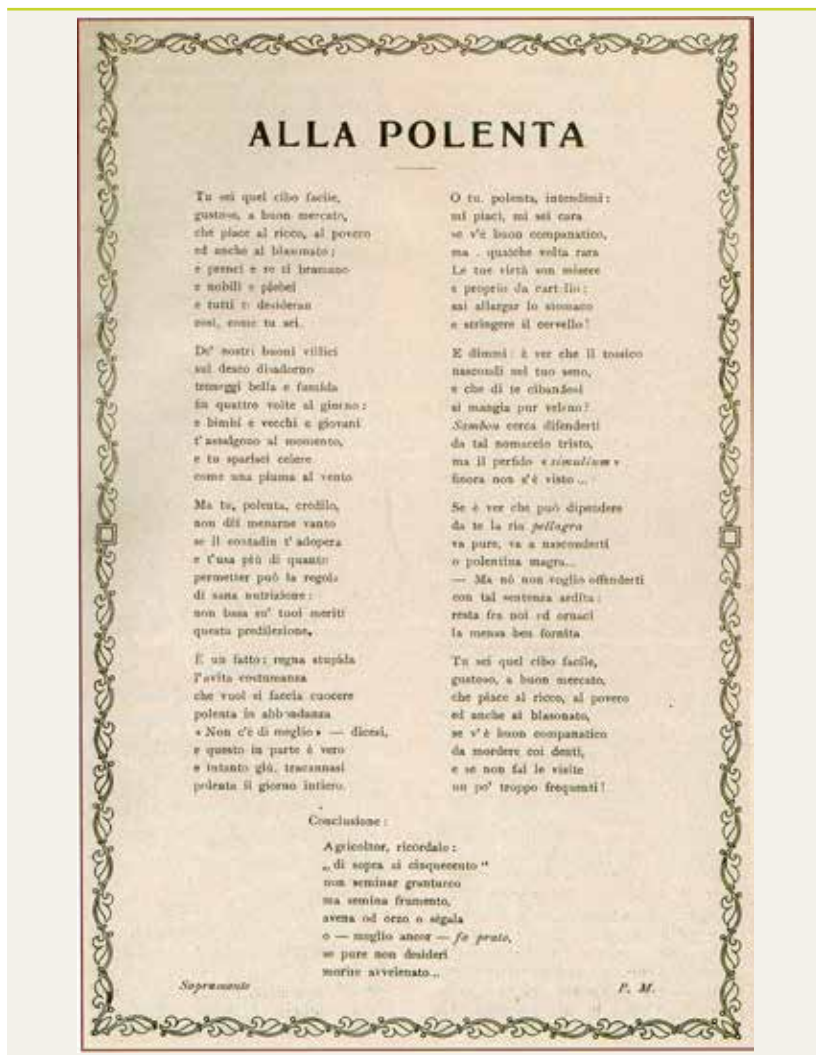 ALLA POLENTA
Tu sei quel cibo facile,
gustoso, a buon mercato,
che piace al ricco, al povero
ed anche al blasonato;
e prenci e re ti bramano
e nobili e plebei
e tutti ti desideran
così, come tu sei.
De' nostri buoni villici
sul desco disadorno
troneggi bella e fumida
fin quattro volte al giorno:
e bimbi e vecchi e giovani
t'assalgono al momento,
e tu sparisci celere
come una piuma al vento
Ma tu, polenta, credilo,
non dêi menarne vanto
se il contadin t'adopera
e t'usa più di quanto
permetter può la regola
di sana nutrizione:
non basa su' tuoi meriti
questa predilezione.
È un fatto: regna stupida
l'avita costumanza
che vuol si faccia cuocere
polenta in abbondanza
« Non c'è di meglio » — dicesi,
e questo in parte è vero
e intanto giù, tracannasi
polenta il giorno intiero.
O tu, polenta, intendimi:
mi piaci, mi sei cara
se v'è buon companatico,
ma . qualche volta rara
Le tue virtù son misere
e proprio da cartello:
sai allargar lo stomaco
e stringere il cervello!
E dimmi: è ver che il tossico
nascondi nel tuo seno,
e che di te cibandosi
si mangia pur veleno?
Sambon cerca difenderti
da tal nomaccio tristo,
ma il perfido « simulium »
finora non s'è visto ...
Se è ver che può dipendere
da te la ria pellagra
va pure, va a nasconderti
o polentina magra...
— Ma nò non voglio offenderti
con tal sentenza ardita:
resta fra noi ed ornaci
la mensa ben fornita
Tu sei quel cibo facile,
gustoso, a buon mercato,
che piace al ricco, al povero
ed anche al blasonato,
se v'è buon companatico
da mordere coi denti,
e se non fai le visite
un po' troppo frequenti!
Conclusione:
Agricoltor, ricordalo:
„ di sopra ai cinquecento “
non seminar granturco
ma semina frumento,
avena od orzo o ségala
o — meglio ancor — fa prato,
se pure non desideri
morire avvelenato...
Sopramonte
P. M.